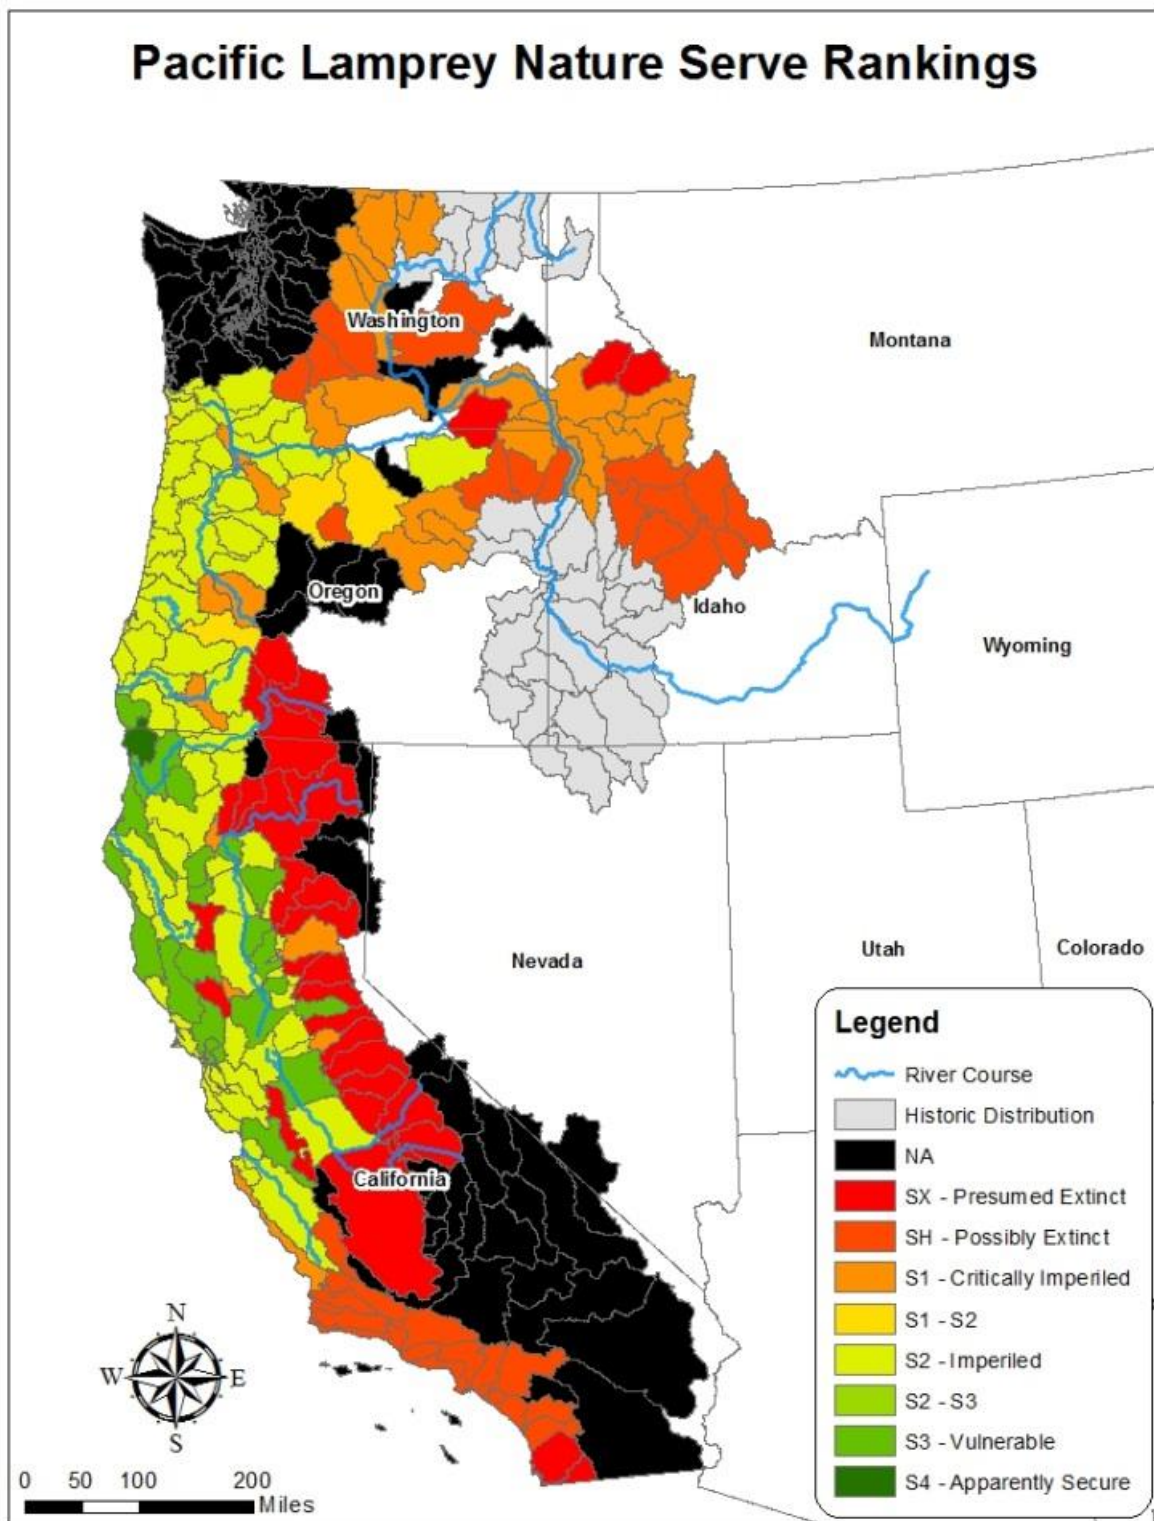 Pacific Lamprey Nature Serve Rankings
Washington
Montana
Oregon
Idaho
Wyoming
Nevada
Utah
Colorado
California
Legend
River Course
Historic Distribution
NA
SX - Presumed Extinct
SH - Possibly Extinct
S1 - Critically Imperiled
S1 - S2
S2 - Imperiled
S2 - S3
S3 - Vulnerable
S4 - Apparently Secure
N
W E
S
0 50 100 200
Miles